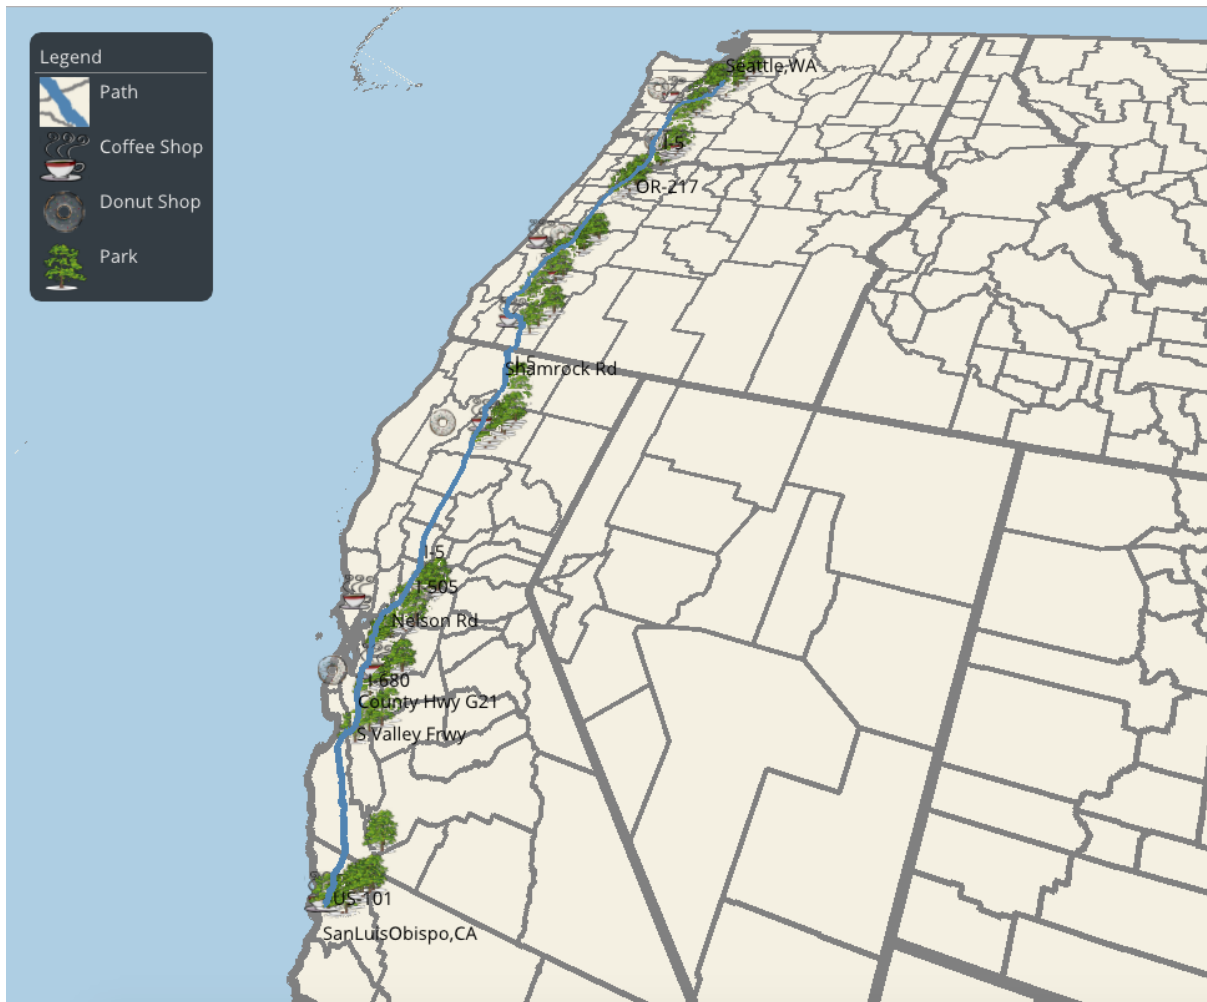 Legend
Path
Coffee Shop
Donut Shop
Park
Seattle,WA
I-5
OR-217
I-5
Shamrock Rd
I-5
I-505
Nelson Rd
I-680
County Hwy G21
S Valley Frwy
US-101
SanLuisObispo,CA